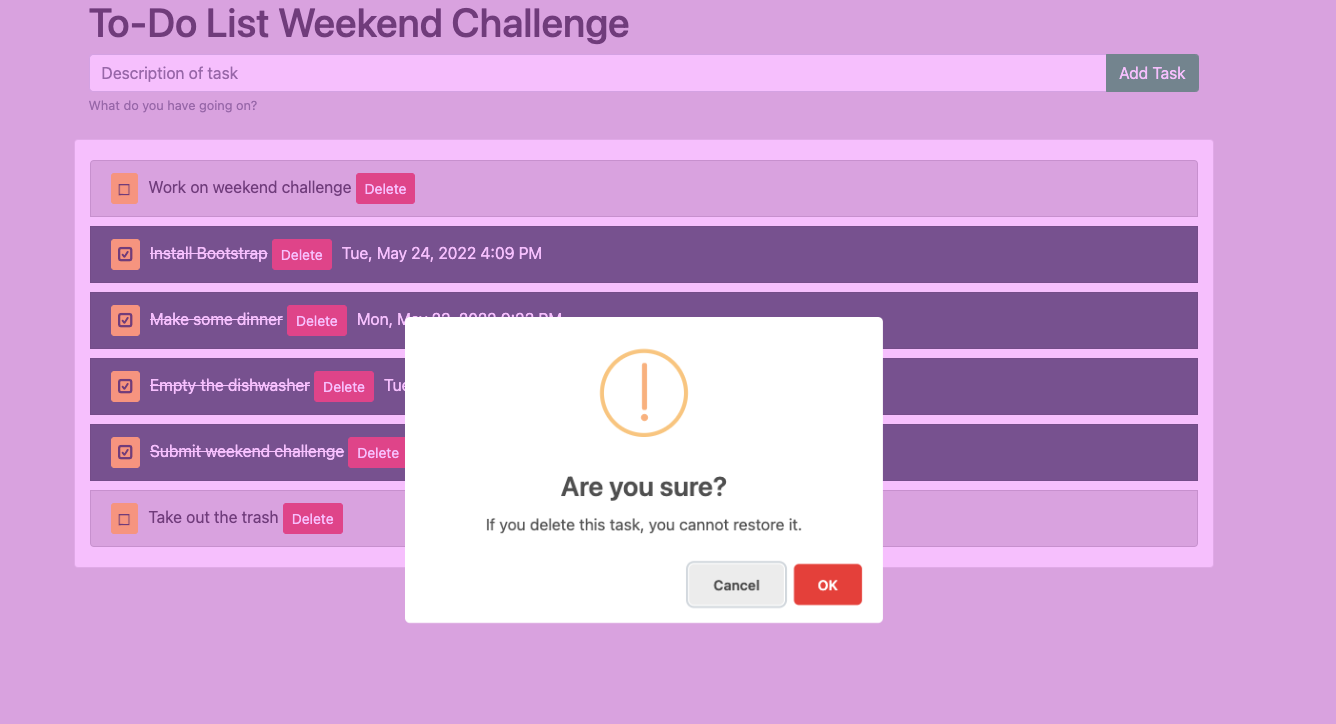 To-Do List Weekend Challenge
Description of task
Add Task
What do you have going on?
Work on weekend challenge Delete
Install Bootstrap Delete Tue, May 24, 2022 4:09 PM
Make some dinner Delete Mon, May
Empty the dishwasher Delete Tue
Submit weekend challenge Delete
Take out the trash Delete
Are you sure?
If you delete this task, you cannot restore it.
Cancel
OK